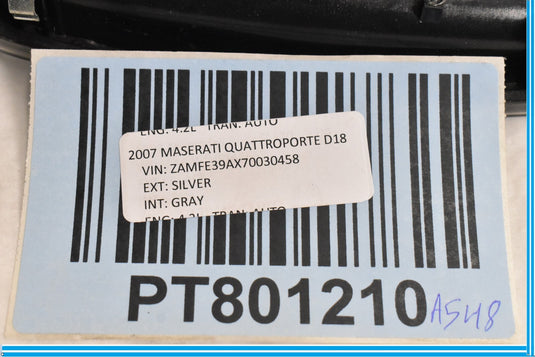 ENG: 4.2L TRAN: AUTO
2007 MASERATI QUATTROPORTE D18
VIN: ZAMFE39AX70030458
EXT: SILVER
INT: GRAY
ENG: 4.2L TRAN: AUTO
PT801210
A548